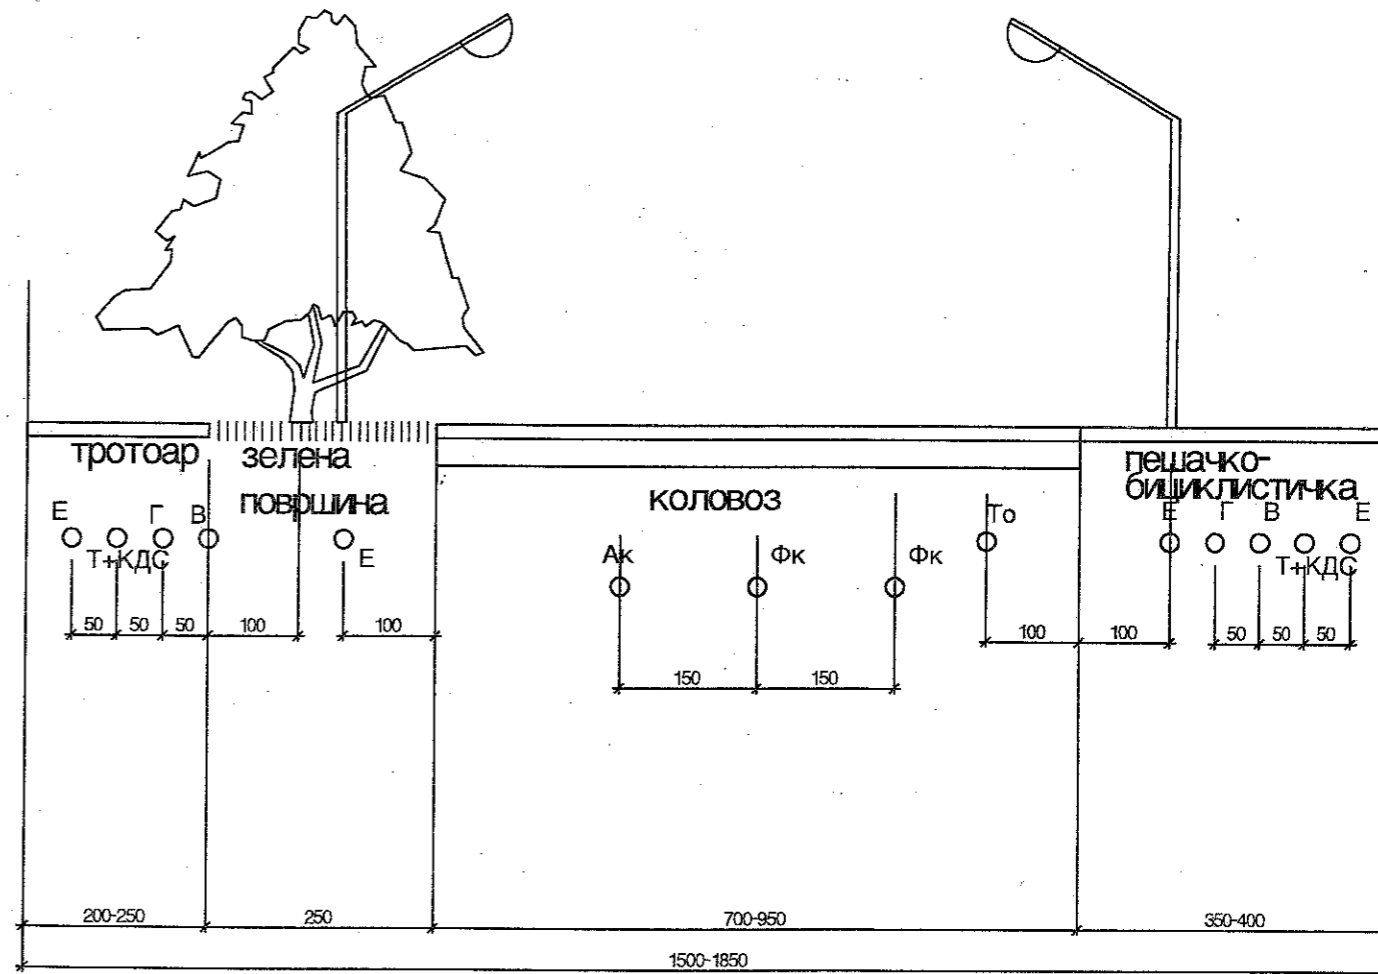 тротоар
зелена
површина
коловоз
пешачко-
бициклистичка
Е
Т+КДС
Г
В
Е
Ак
Фк
Фк
То
Е
Г
В
Т+КДС
Е
50
50
50
100
100
150
150
100
100
50
50
50
200-250
250
700-950
350-400
1500-1850